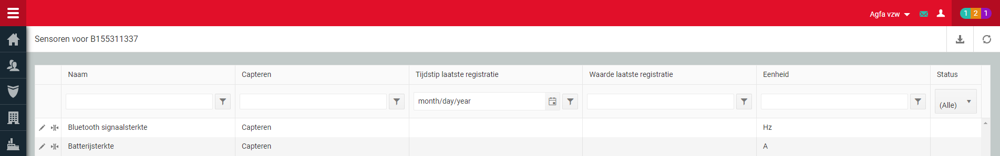 Agfa vzw 1 2 1
Sensoren voor B155311337
Naam Capteren Tijdstip laatste registratie Waarde laatste registratie Eenheid Status
month/day/year (Alle)
Bluetooth signaalsterkte Capteren Hz
Batterijsterkte Capteren A